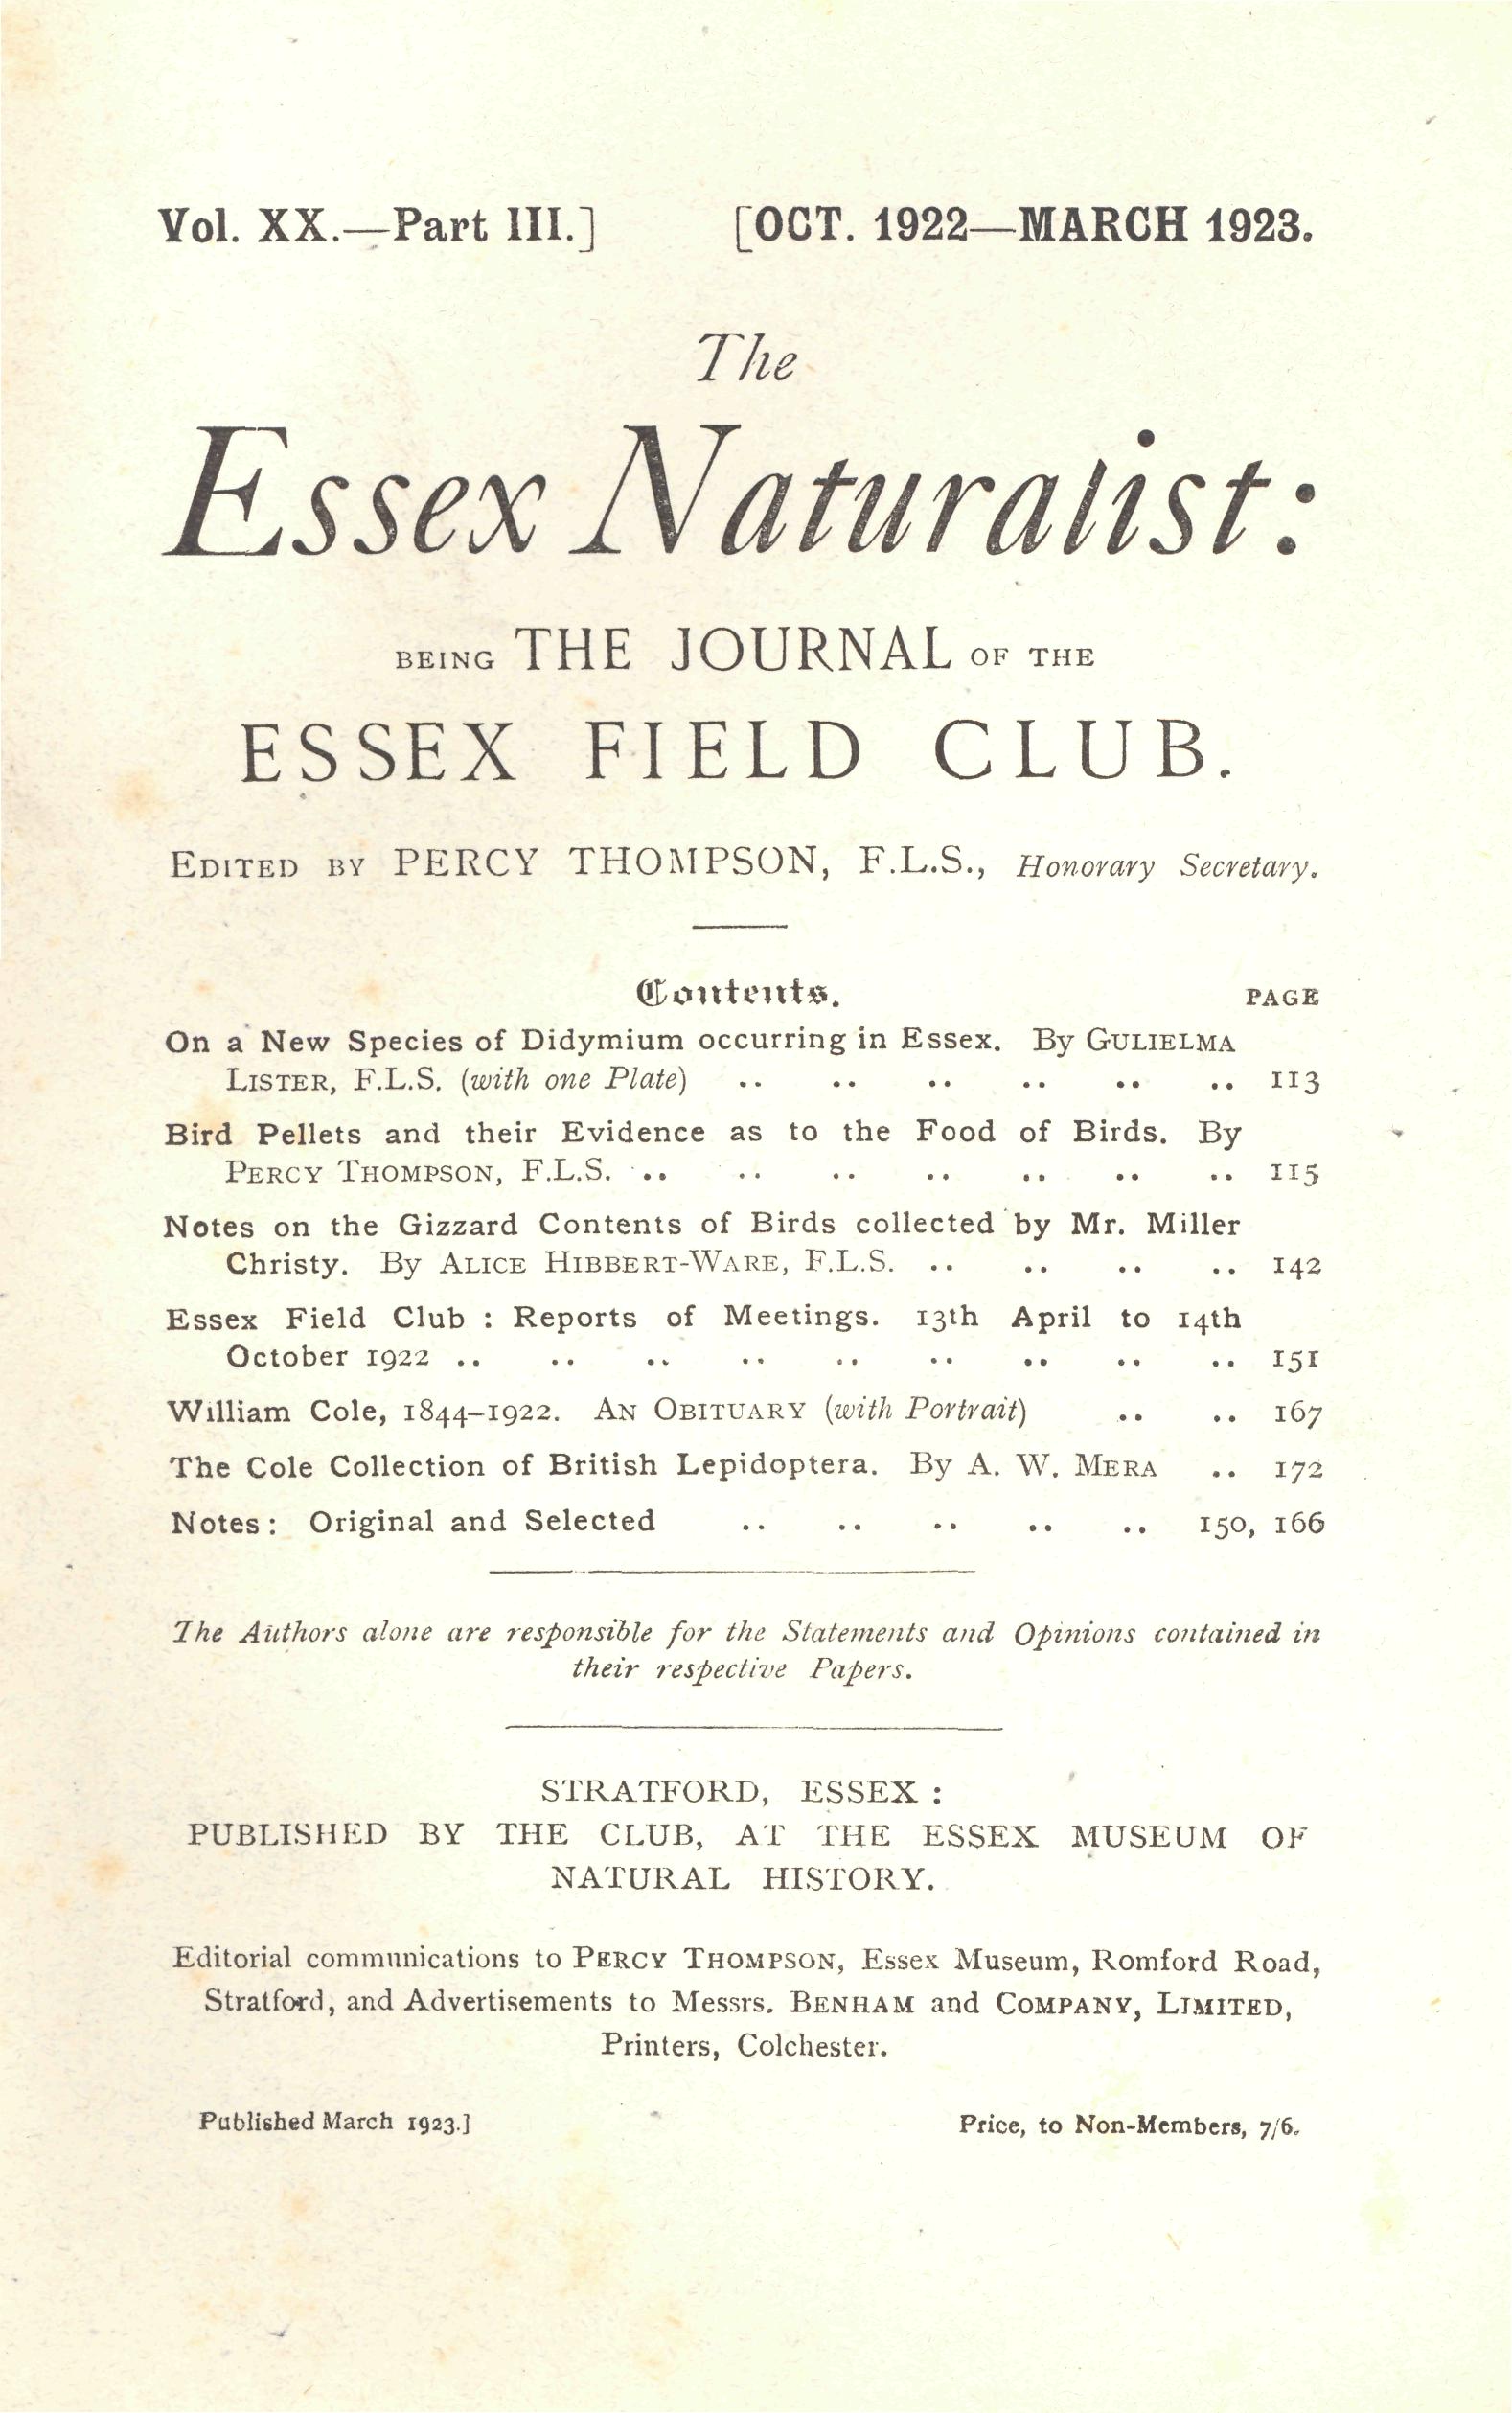 Vol. XX.—Part III.] [OCT. 1922—MARCH 1923.
The
Essex Naturalist:
BEING THE JOURNAL OF THE
ESSEX FIELD CLUB.
EDITED BY PERCY THOMPSON, F.L.S., Honorary Secretary.
Contents. PAGE
On a New Species of Didymium occurring in Essex. By GULIELMA
LISTER, F.L.S. (with one Plate) .. .. .. .. .. .. 113
Bird Pellets and their Evidence as to the Food of Birds. By
PERCY THOMPSON, F.L.S. .. .. .. .. .. .. .. 115
Notes on the Gizzard Contents of Birds collected by Mr. Miller
Christy. By ALICE HIBBERT-WARE, F.L.S. .. .. .. .. 142
Essex Field Club : Reports of Meetings. 13th April to 14th
October 1922 .. .. .. .. .. .. .. .. .. 151
William Cole, 1844–1922. AN OBITUARY (with Portrait) .. .. 167
The Cole Collection of British Lepidoptera. By A. W. MERA .. 172
Notes: Original and Selected .. .. .. .. .. 150, 166
The Authors alone are responsible for the Statements and Opinions contained in
their respective Papers.
STRATFORD, ESSEX :
PUBLISHED BY THE CLUB, AT THE ESSEX MUSEUM OF
NATURAL HISTORY.
Editorial communications to PERCY THOMPSON, Essex Museum, Romford Road,
Stratford, and Advertisements to Messrs. BENHAM and COMPANY, LIMITED,
Printers, Colchester.
Published March 1923.] Price, to Non-Members, 7/6.